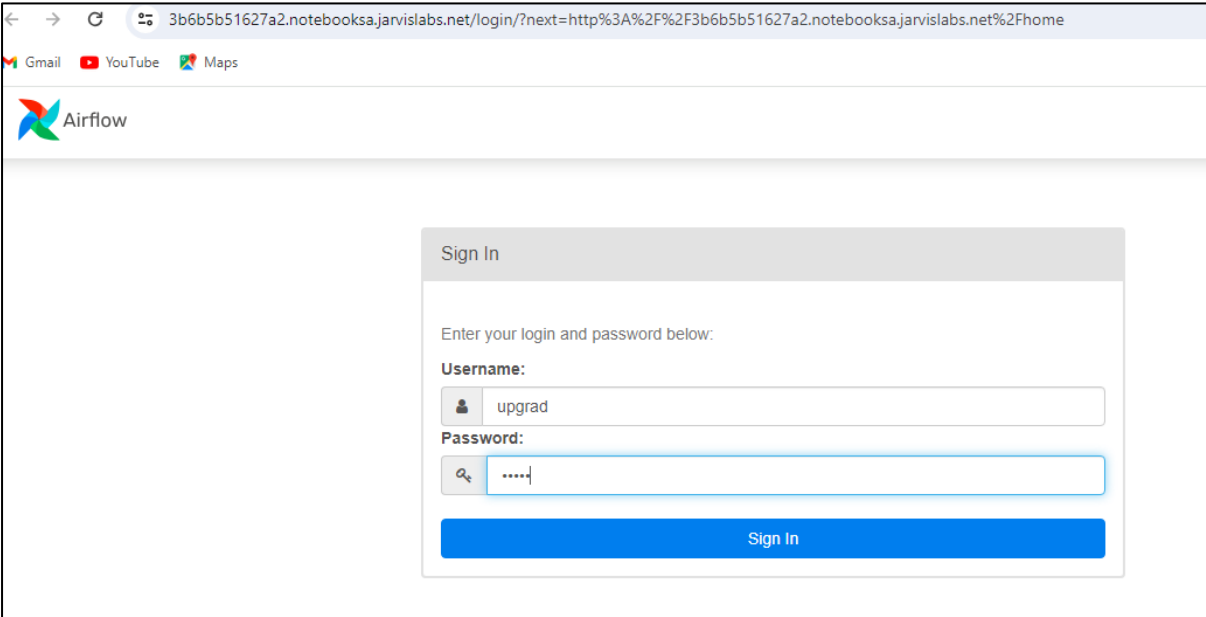 3b6b5b51627a2.notebooksa.jarvislabs.net/login/?next=http%3A%2F%2F3b6b5b51627a2.notebooksa.jarvislabs.net%2Fhome
Gmail YouTube Maps
Airflow
Sign In
Enter your login and password below:
Username:
upgrad
Password:
•••••
Sign In